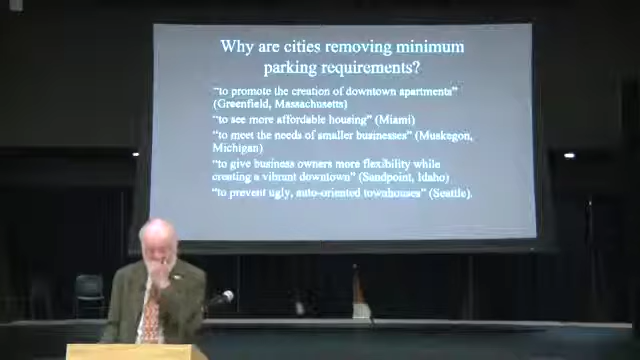 Why are cities removing minimum
parking requirements?
"to promote the creation of downtown apartments"
(Greenfield, Massachusetts)
"to see more affordable housing" (Miami)
"to meet the needs of smaller businesses" (Muskegon,
Michigan)
"to give business owners more flexibility while
creating a vibrant downtown" (Sandpoint, Idaho)
"to prevent ugly, auto-oriented townhouses" (Seattle).